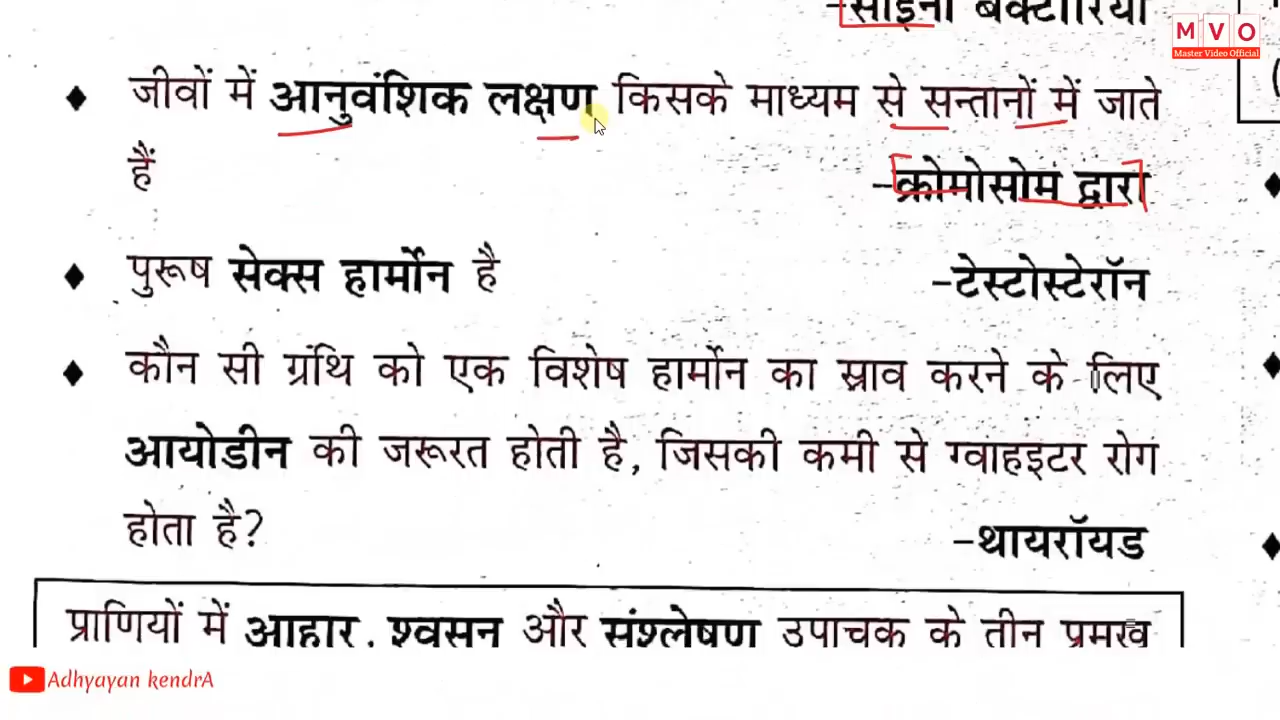 -साइनो बैक्टीरिया
M V O
Master Video Official
♦ जीवों में आनुवंशिक लक्षण किसके माध्यम से सन्तानों में जाते
हैं -क्रोमोसोम द्वारा
♦ पुरूष सेक्स हार्मोन है -टेस्टोस्टेरॉन
♦ कौन सी ग्रंथि को एक विशेष हार्मोन का स्राव करने के लिए
आयोडीन की जरूरत होती है, जिसकी कमी से ग्वाहइटर रोग
होता है? -थायरॉयड
प्राणियों में आहार, श्वसन और संश्लेषण उपाचक के तीन प्रमुख
Adhyayan kendrA